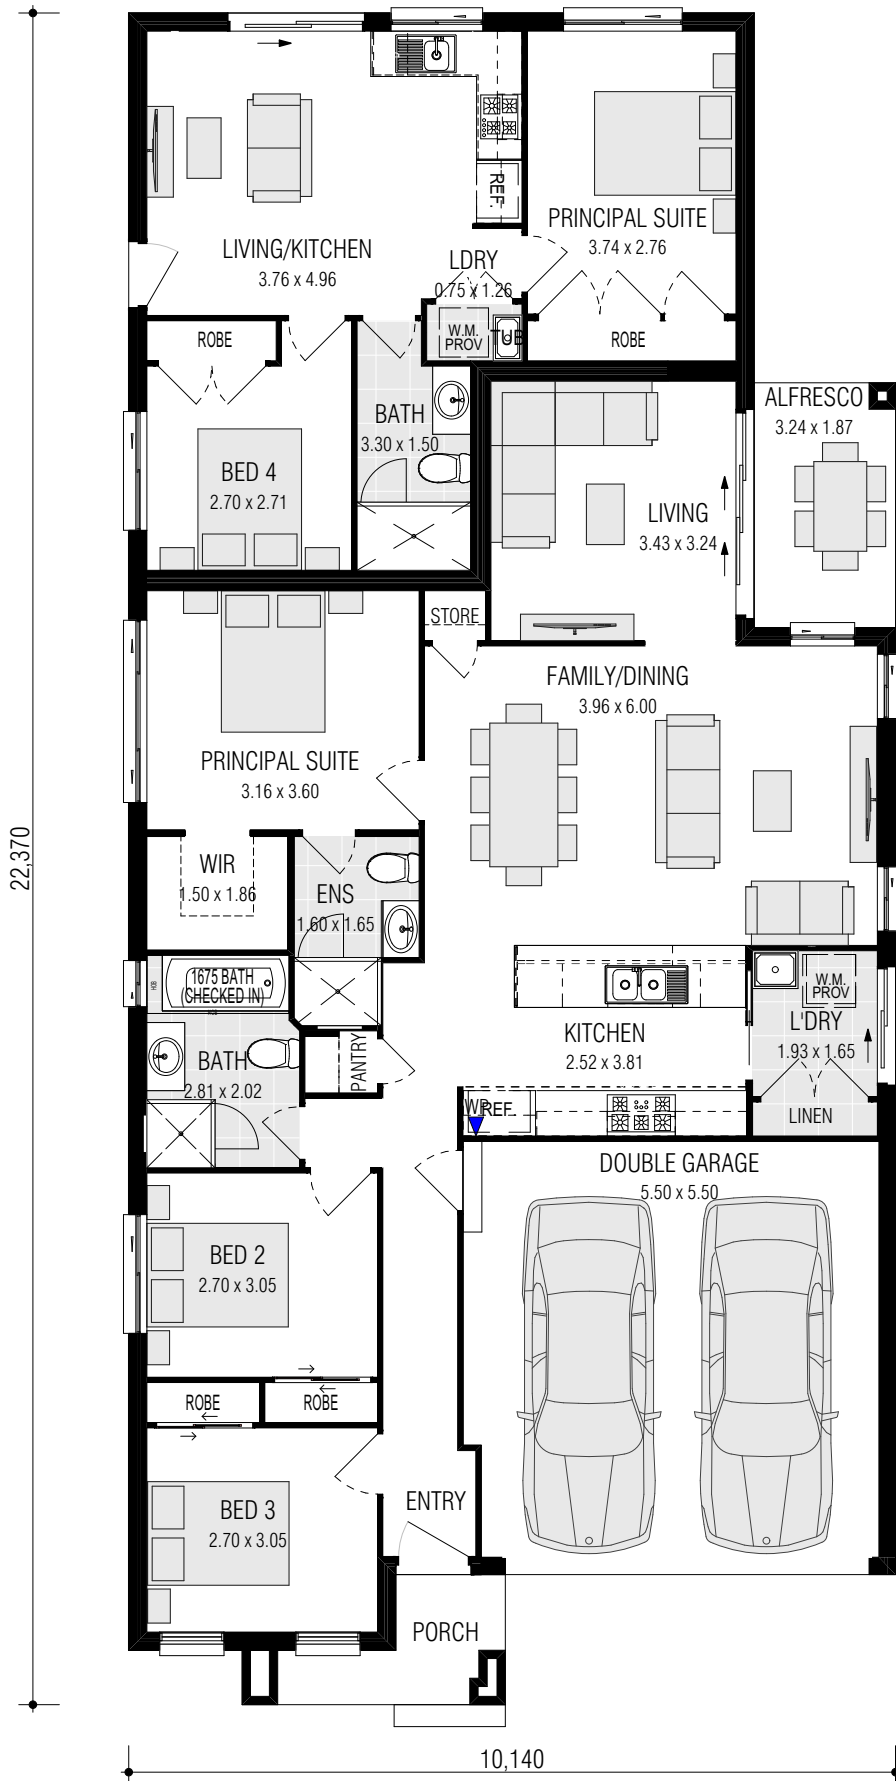 REF.
PRINCIPAL SUITE
3.74 x 2.76
LIVING/KITCHEN
3.76 x 4.96
LDRY
0.75 x 1.26
W.M.
PROV
TUB
ROBE
ROBE
ALFRESCO
3.24 x 1.87
BATH
3.30 x 1.50
BED 4
2.70 x 2.71
LIVING
3.43 x 3.24
STORE
FAMILY/DINING
3.96 x 6.00
PRINCIPAL SUITE
3.16 x 3.60
22,370
WIR
1.50 x 1.86
ENS
1.60 x 1.65
1675 BATH
(CHECKED IN)
HOB
HOB
W.M.
PROV
L'DRY
1.93 x 1.65
KITCHEN
2.52 x 3.81
PANTRY
BATH
2.81 x 2.02
WP
REF.
LINEN
DOUBLE GARAGE
5.50 x 5.50
BED 2
2.70 x 3.05
ROBE
ROBE
BED 3
2.70 x 3.05
ENTRY
PORCH
10,140